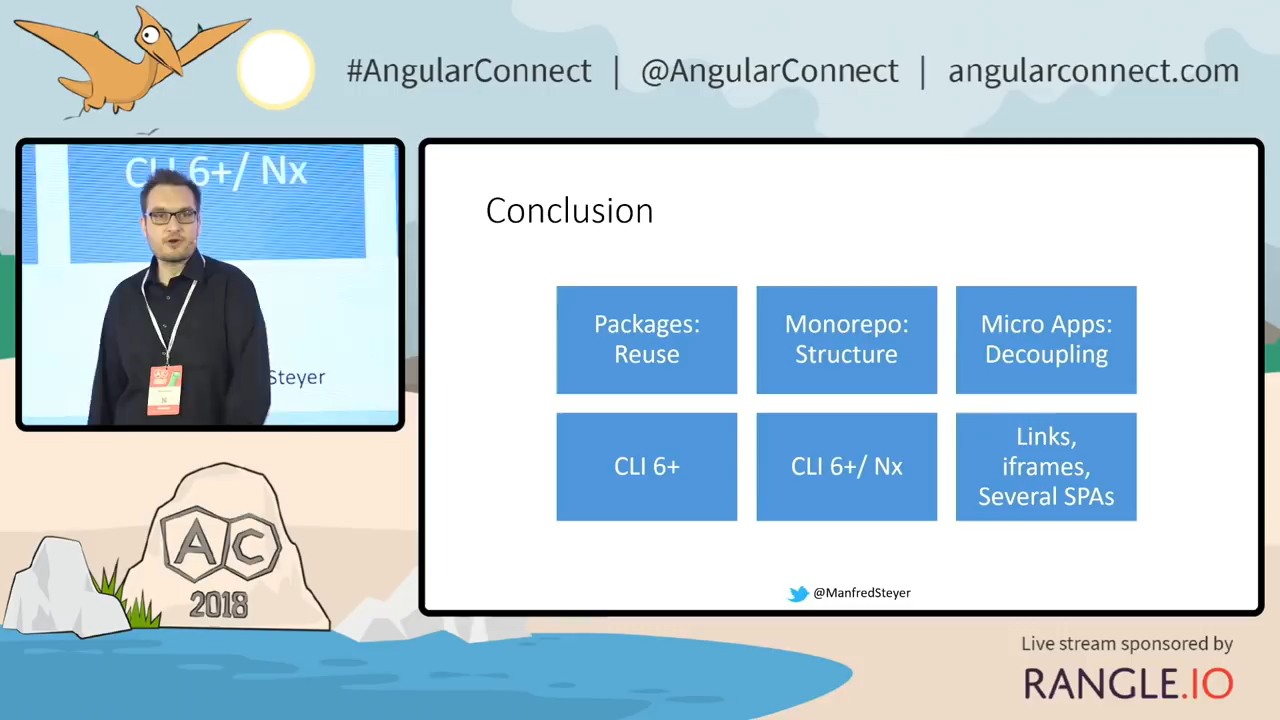 #AngularConnect | @AngularConnect | angularconnect.com
CLI 6+/ Nx
Steyer
Conclusion
Packages:
Reuse
Monorepo:
Structure
Micro Apps:
Decoupling
CLI 6+
CLI 6+/ Nx
Links,
iframes,
Several SPAs
@ManfredSteyer
AC
2018
Live stream sponsored by
RANGLE.IO